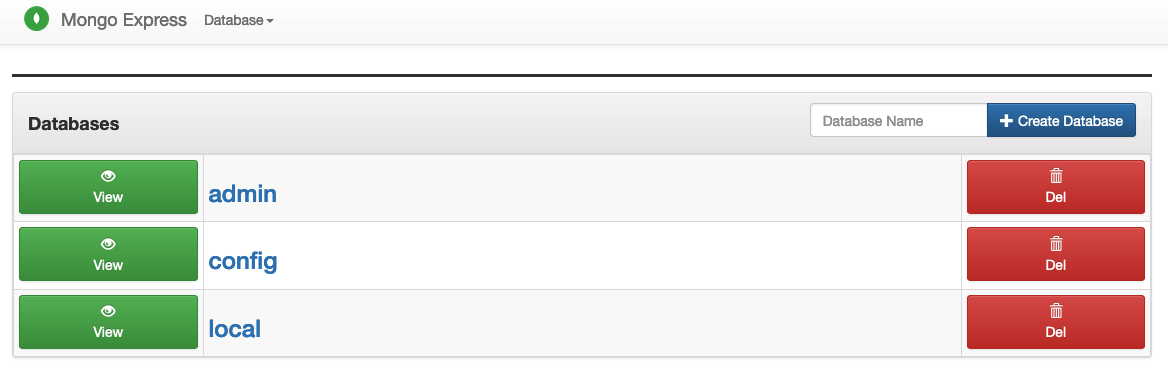 Mongo Express Database
Databases Database Name Create Database
View admin Del
View config Del
View local Del